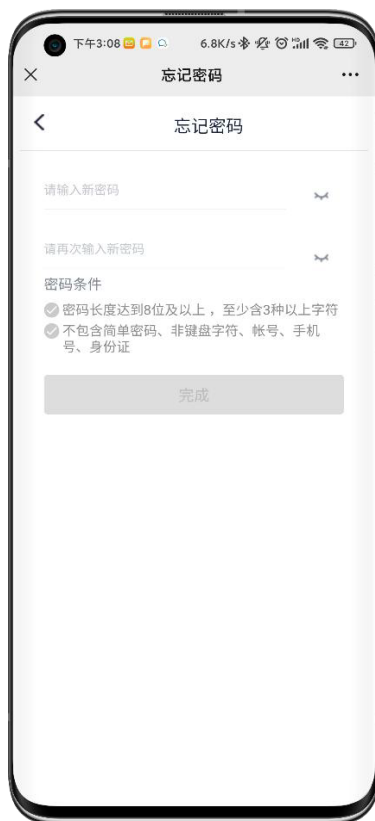 下午3:08 6.8K/s HD 42
忘记密码
忘记密码
请输入新密码
请再次输入新密码
密码条件
密码长度达到8位及以上，至少含3种以上字符
不包含简单密码、非键盘字符、帐号、手机
号、身份证
完成